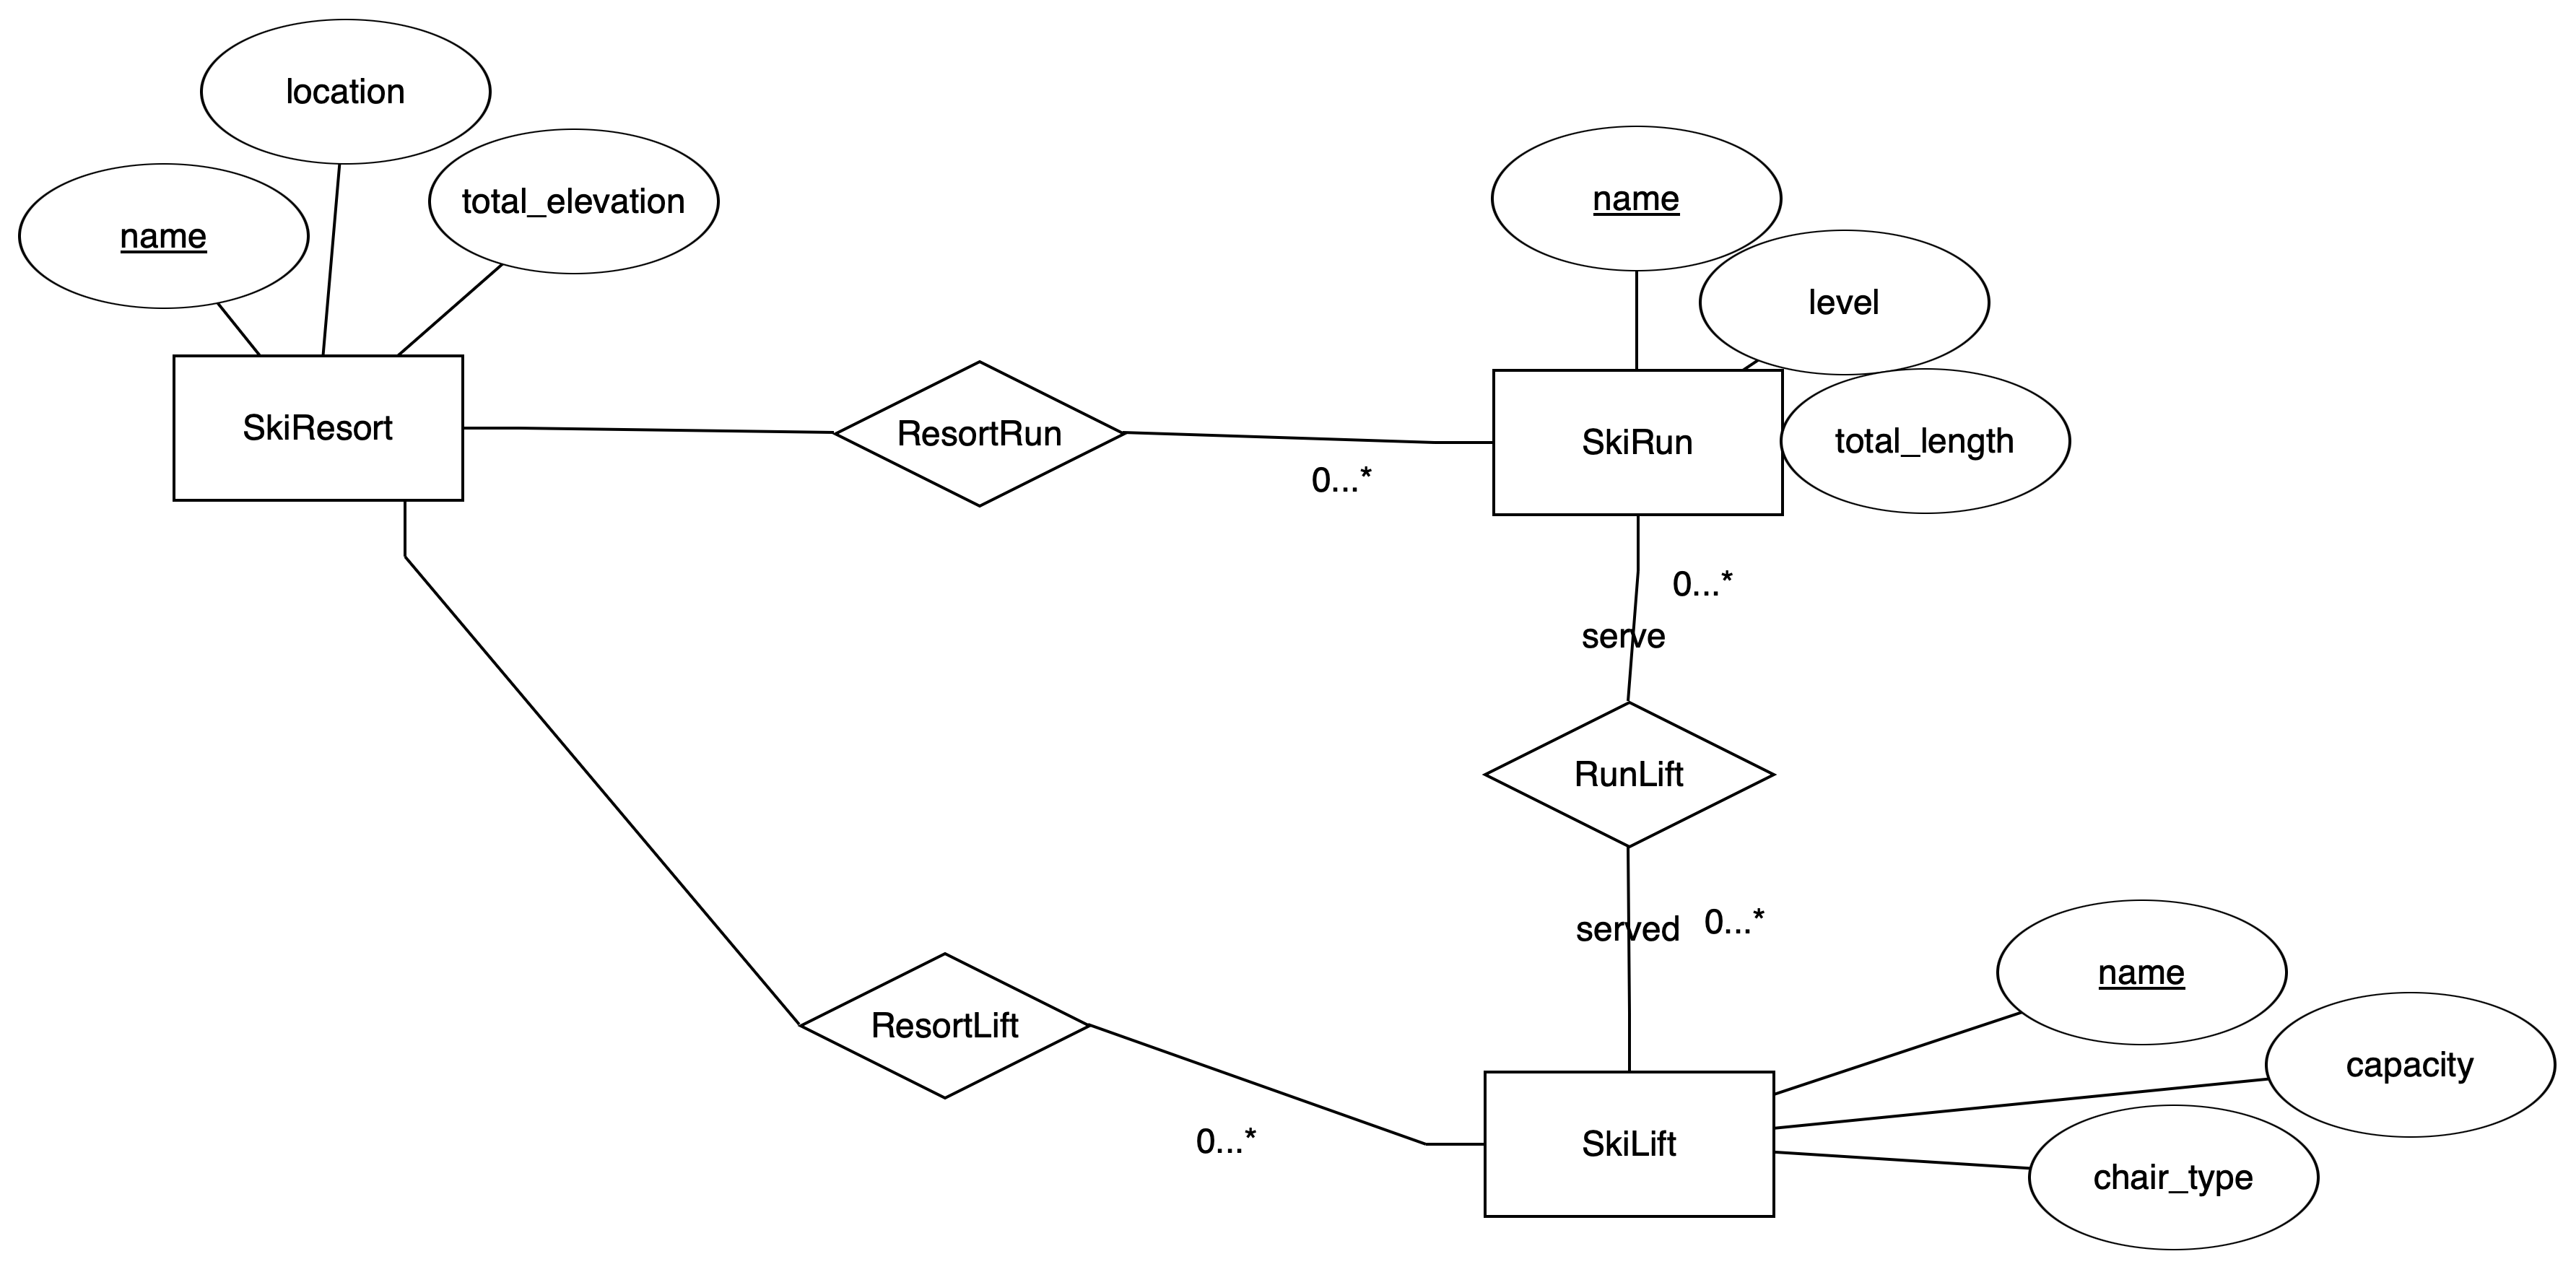 location
total_elevation
name
name
level
SkiResort
ResortRun
SkiRun
total_length
0...*
0...*
serve
RunLift
served
0...*
name
ResortLift
capacity
0...*
SkiLift
chair_type